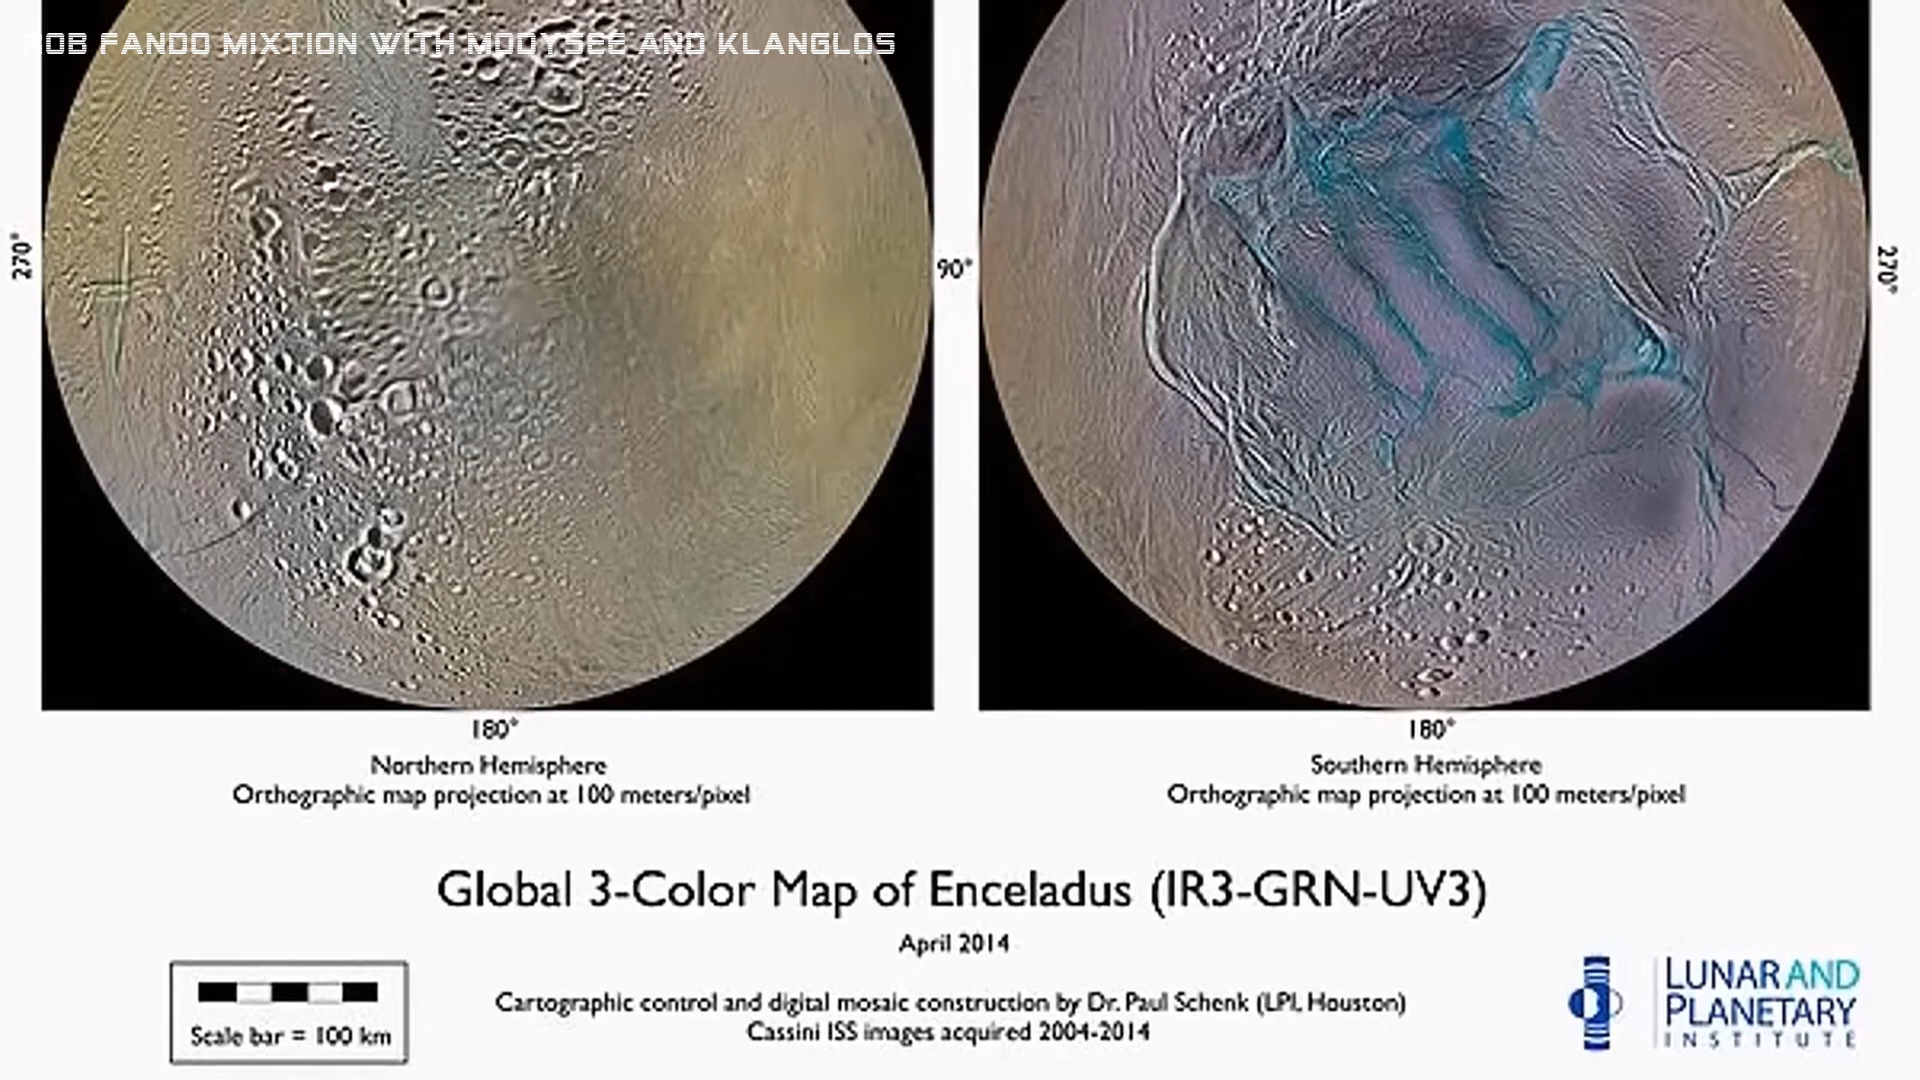 ROB FANDO MIXTION WITH MODYSEE AND KLANGLOS
270°
90°
270°
180°
180°
Northern Hemisphere
Orthographic map projection at 100 meters/pixel
Southern Hemisphere
Orthographic map projection at 100 meters/pixel
Global 3-Color Map of Enceladus (IR3-GRN-UV3)
April 2014
Scale bar = 100 km
Cartographic control and digital mosaic construction by Dr. Paul Schenk (LPI, Houston)
Cassini ISS images acquired 2004-2014
LUNAR AND
PLANETARY
INSTITUTE